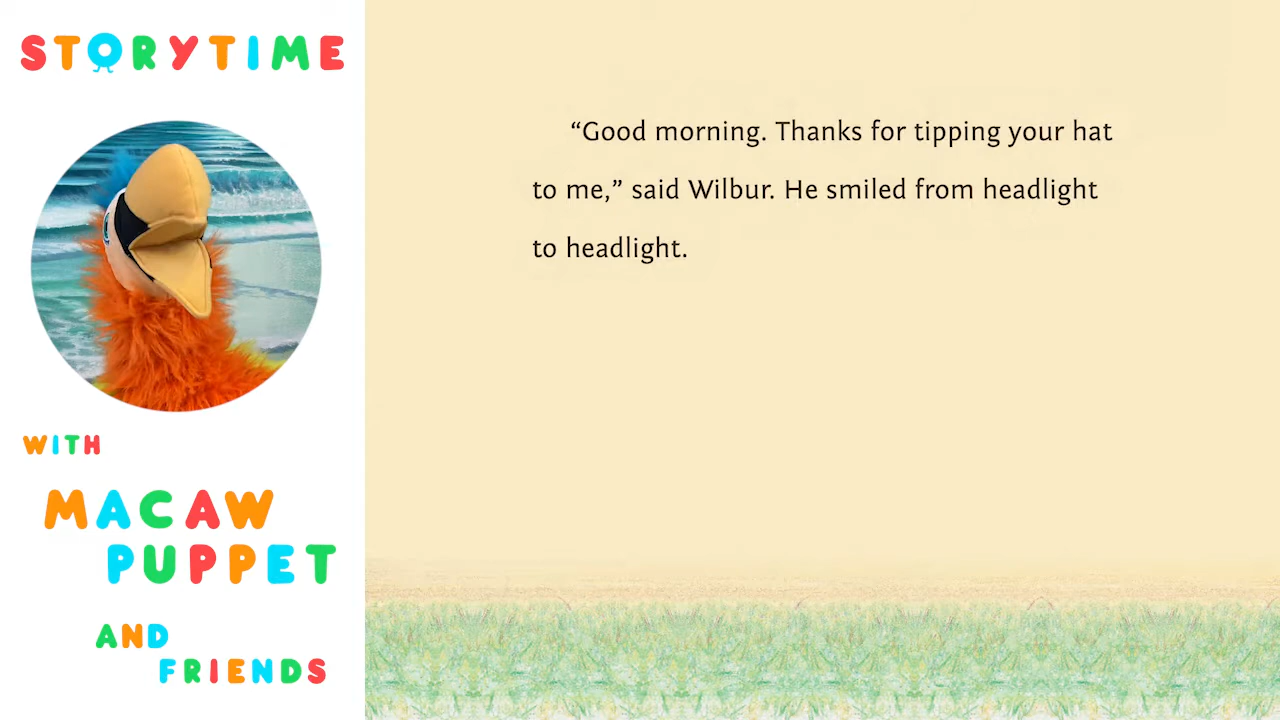 STORYTIME
WITH
MACAW
PUPPET
AND
FRIENDS
“Good morning. Thanks for tipping your hat
to me,” said Wilbur. He smiled from headlight
to headlight.